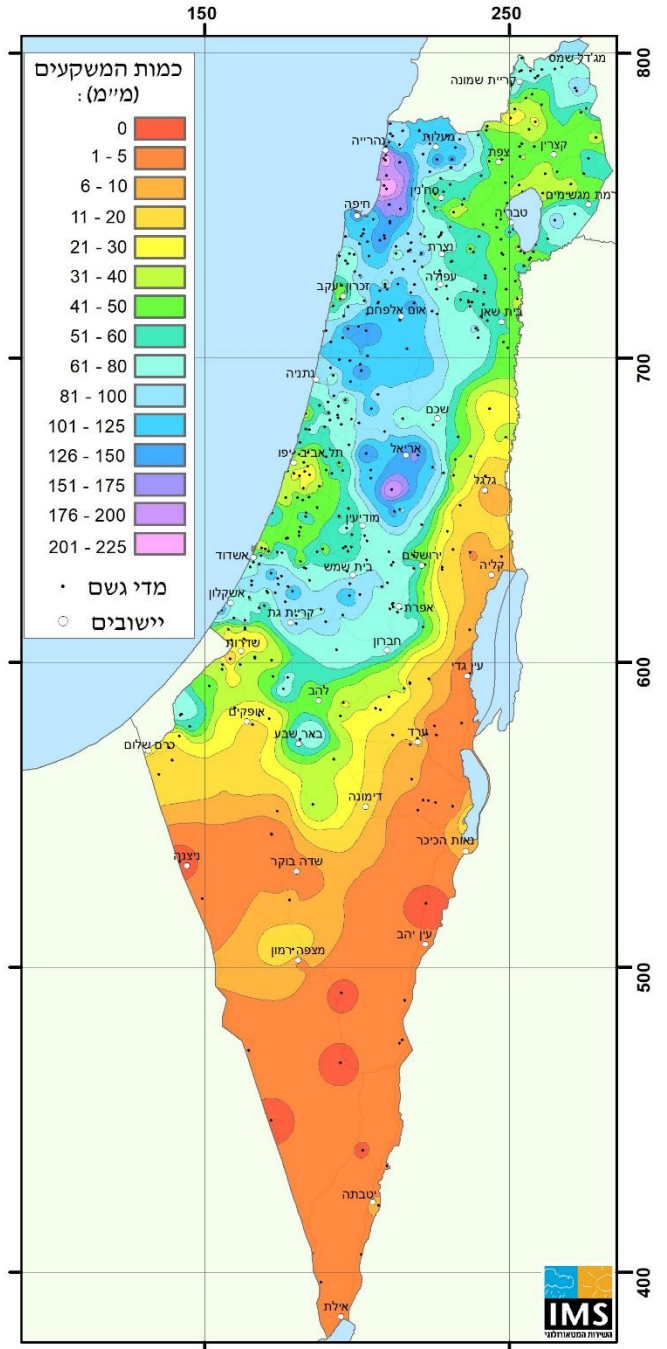 150
250
800
700
600
500
400
כמות המשקעים
(מ״מ):
0
1 - 5
6 - 10
11 - 20
21 - 30
31 - 40
41 - 50
51 - 60
61 - 80
81 - 100
101 - 125
126 - 150
151 - 175
176 - 200
201 - 225
מדי גשם
יישובים
מג'דל שמס
קריית שמונה
מעלות
נהרייה
קצרין
צפת
סח'נין
רמת מגשימים
חיפה
טבריה
נצרת
עפולה
זכרון יעקב
אום אלפחם
בית שאן
נתניה
שכם
אריאל
תל אביב-ייפו
גלגל
מודיעין
ירושלים
אשדוד
בית שמש
קליה
אשקלון
קריית גת
אפרת
חברון
שדרות
עין גדי
להב
אופקים
באר שבע
ערד
כרם שלום
דימונה
נאות הכיכר
ניצנה
שדה בוקר
עין יהב
מצפה רמון
יטבתה
אילת
IMS
השירות המטאורולוגי